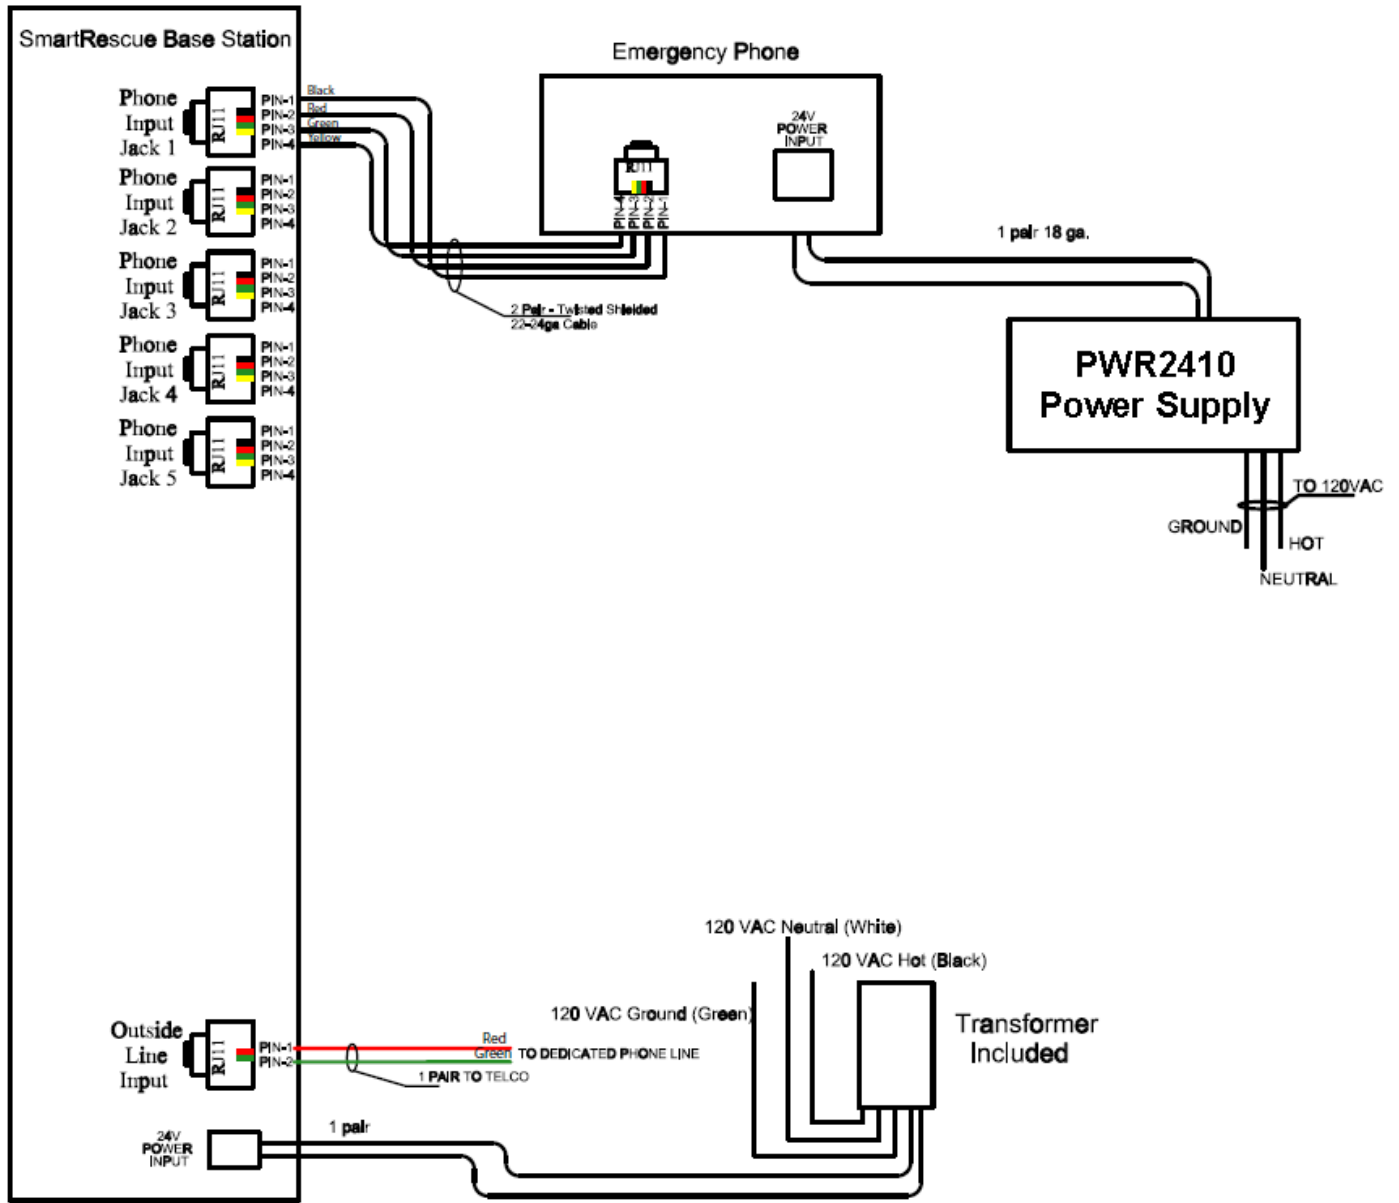 SmartRescue Base Station
Phone
Input
Jack 1
RJ11
PIN-1
PIN-2
PIN-3
PIN-4
Black
Red
Green
Yellow
Phone
Input
Jack 2
RJ11
PIN-1
PIN-2
PIN-3
PIN-4
Phone
Input
Jack 3
RJ11
PIN-1
PIN-2
PIN-3
PIN-4
Phone
Input
Jack 4
RJ11
PIN-1
PIN-2
PIN-3
PIN-4
Phone
Input
Jack 5
RJ11
PIN-1
PIN-2
PIN-3
PIN-4
Emergency Phone
RJ11
PIN-4
PIN-3
PIN-2
PIN-1
24V
POWER
INPUT
2 Pair - Twisted Shielded
22-24ga Cable
1 pair 18 ga.
PWR2410
Power Supply
TO 120VAC
GROUND
HOT
NEUTRAL
120 VAC Neutral (White)
120 VAC Hot (Black)
120 VAC Ground (Green)
Transformer
Included
Outside
Line
Input
RJ11
PIN-1
PIN-2
Red
Green
TO DEDICATED PHONE LINE
1 PAIR TO TELCO
24V
POWER
INPUT
1 pair